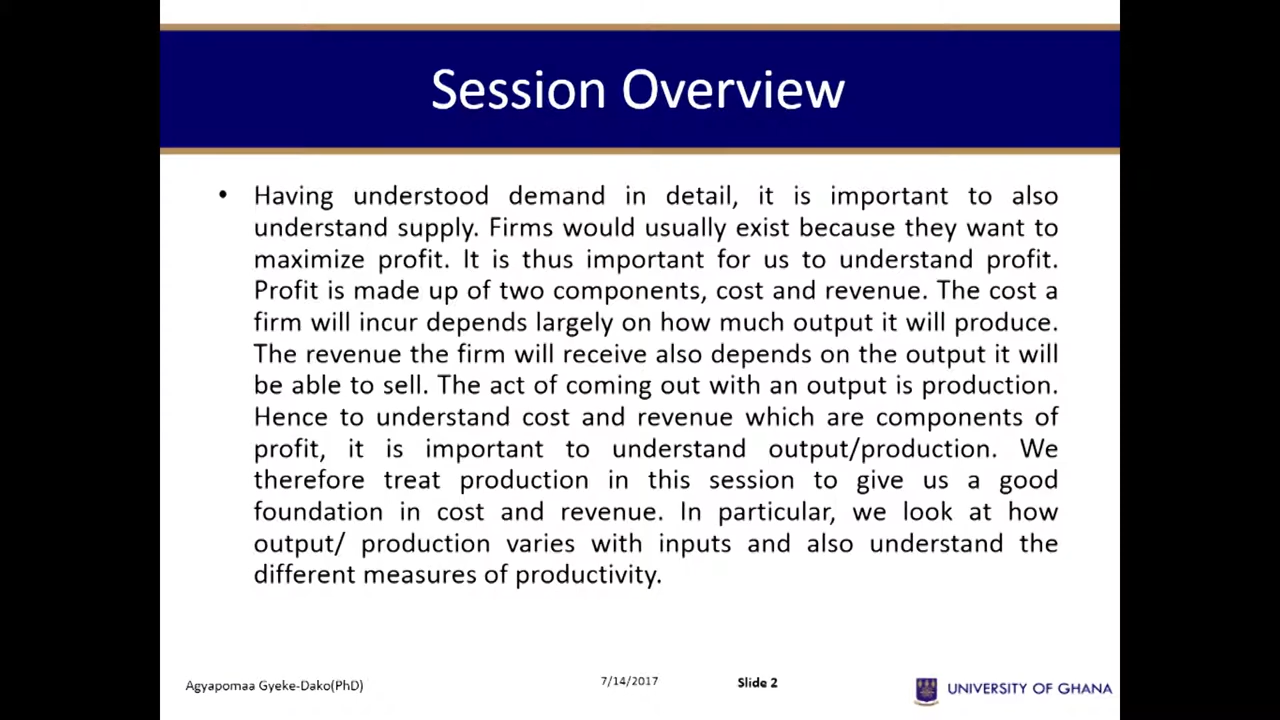 Session Overview
• Having understood demand in detail, it is important to also
understand supply. Firms would usually exist because they want to
maximize profit. It is thus important for us to understand profit.
Profit is made up of two components, cost and revenue. The cost a
firm will incur depends largely on how much output it will produce.
The revenue the firm will receive also depends on the output it will
be able to sell. The act of coming out with an output is production.
Hence to understand cost and revenue which are components of
profit, it is important to understand output/production. We
therefore treat production in this session to give us a good
foundation in cost and revenue. In particular, we look at how
output/ production varies with inputs and also understand the
different measures of productivity.
Agyapomaa Gyeke-Dako(PhD)
7/14/2017
Slide 2
UNIVERSITY OF GHANA